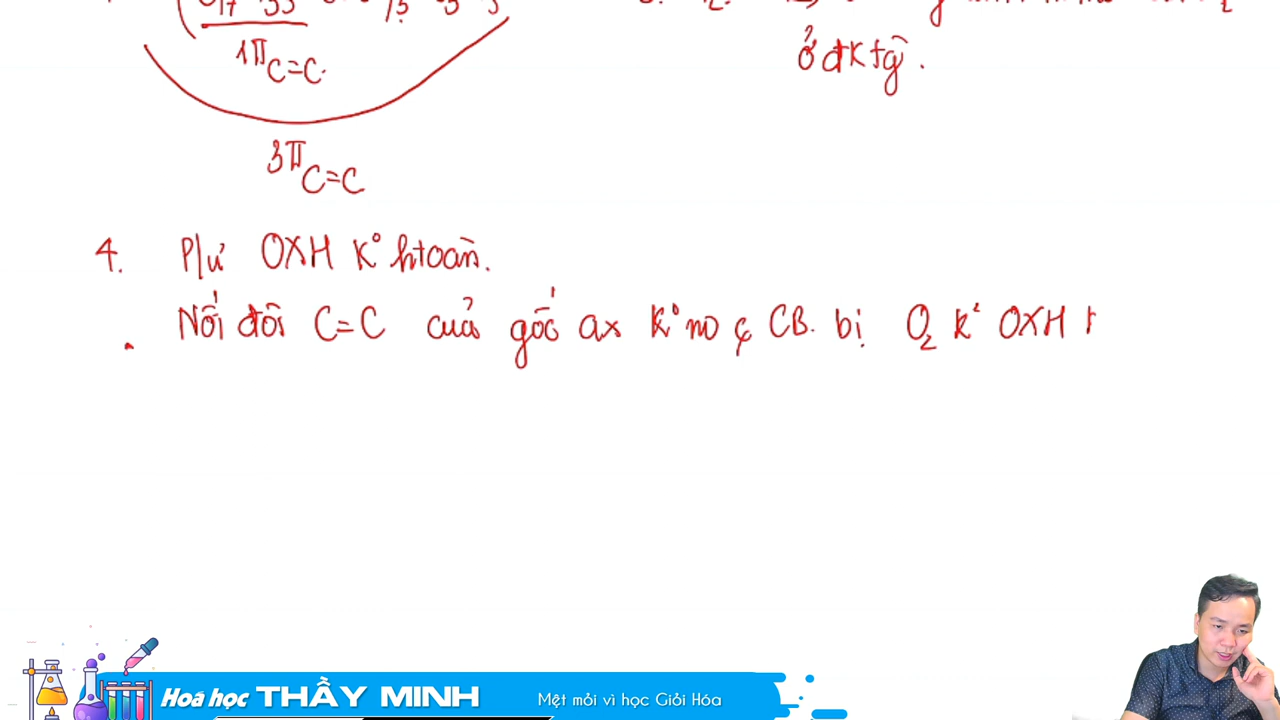 1π C=C
ở đk tg.
3π C=C
4. P/ư OXH K° htoàn.
. Nối đôi C=C của gốc ax K° no ç CB. bị O₂ K² OXH
Hoá học THẦY MINH
Mệt mỏi vì học Giỏi Hóa